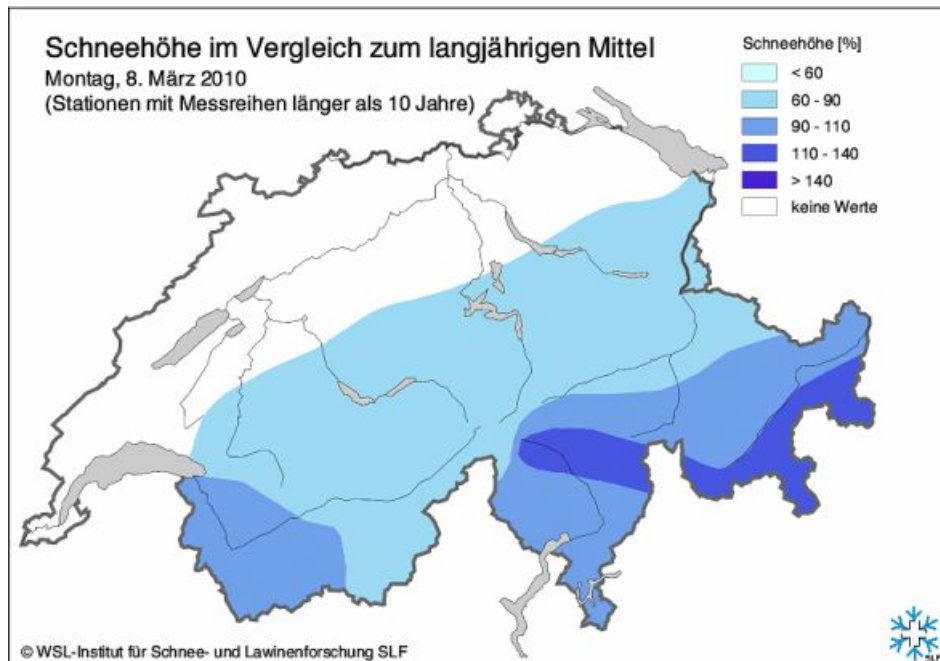 Schneehöhe im Vergleich zum langjährigen Mittel
Montag, 8. März 2010
(Stationen mit Messreihen länger als 10 Jahre)
Schneehöhe [%]
< 60
60 - 90
90 - 110
110 - 140
> 140
keine Werte
© WSL-Institut für Schnee- und Lawinenforschung SLF
SLF